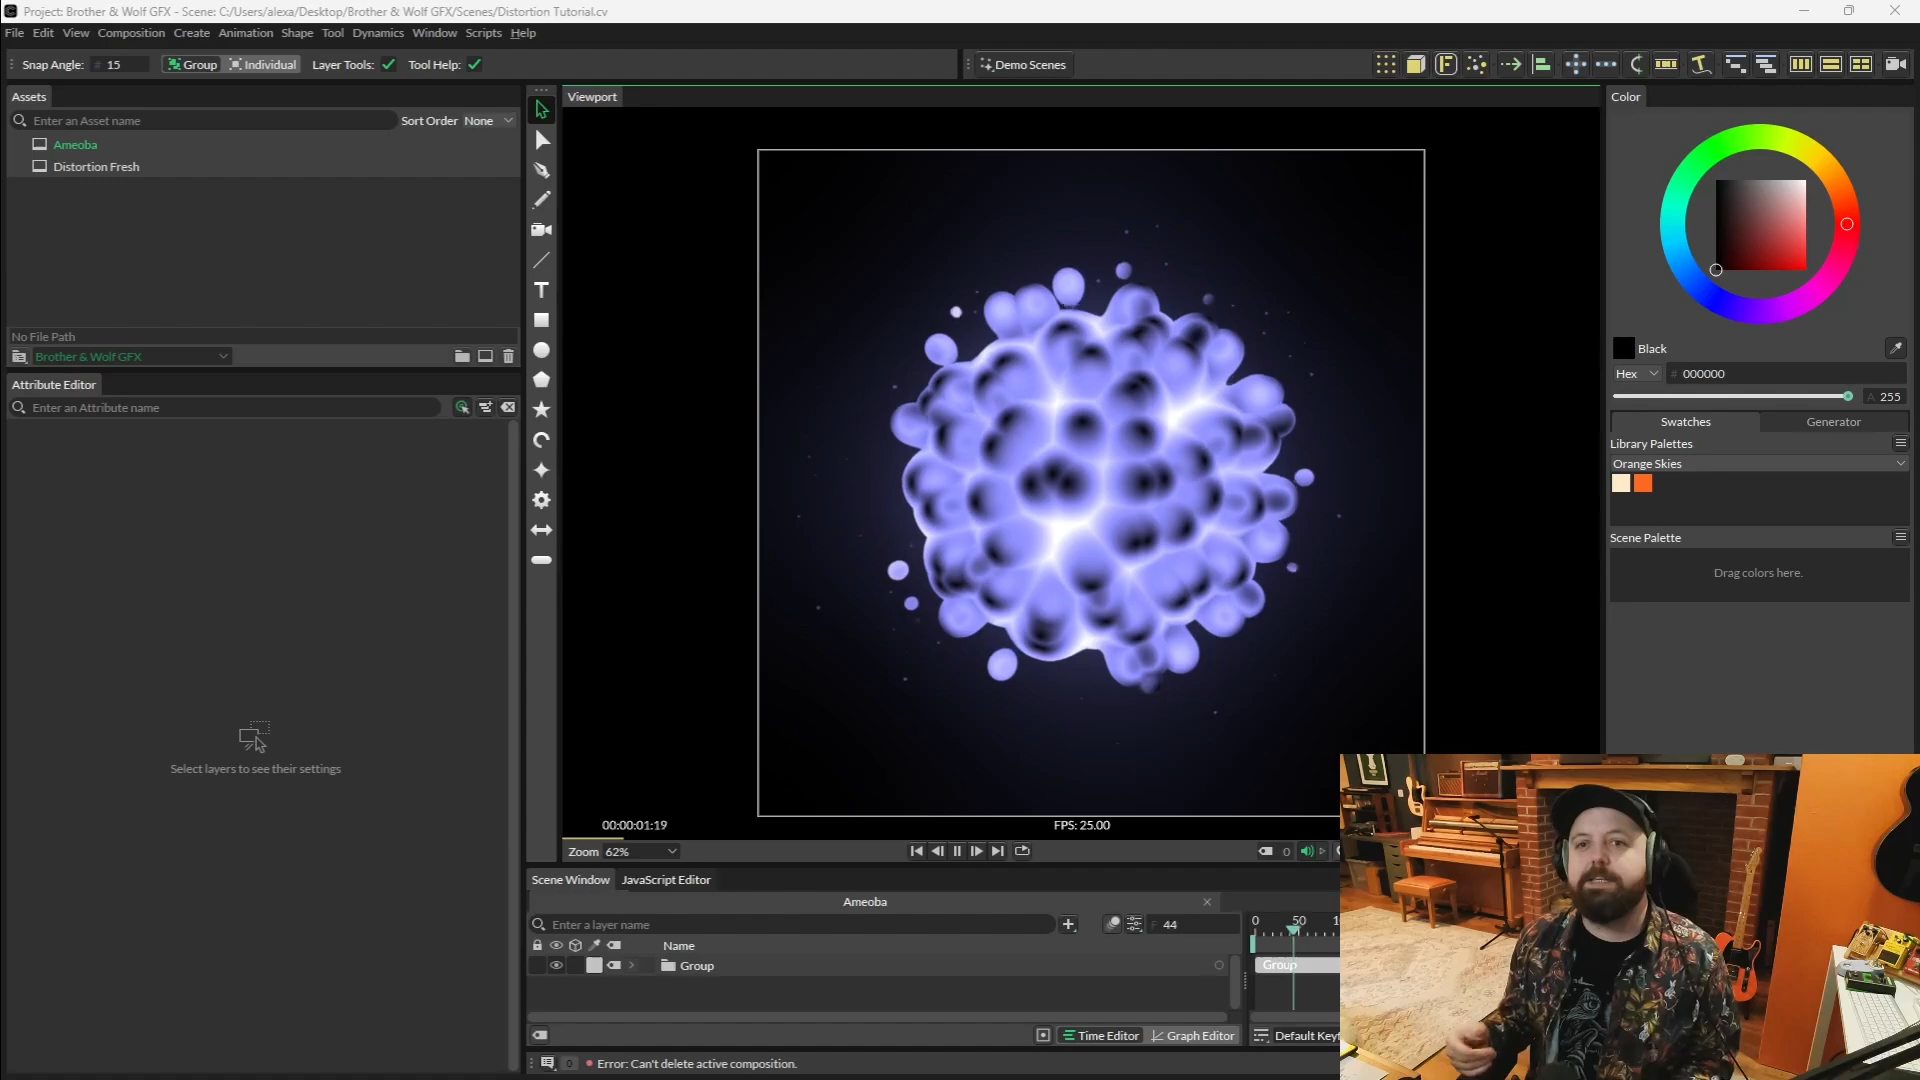 Project: Brother & Wolf GFX - Scene: C:/Users/alexa/Desktop/Brother & Wolf GFX/Scenes/Distortion Tutorial.cv
File Edit View Composition Create Animation Shape Tool Dynamics Window Scripts Help
Snap Angle: 15 Group Individual Layer Tools: Tool Help: Demo Scenes
Assets
Enter an Asset name Sort Order None
Ameoba
Distortion Fresh
No File Path
Brother & Wolf GFX
Attribute Editor
Enter an Attribute name
Select layers to see their settings
Viewport
00:00:01:19
FPS: 25.00
Zoom 62%
0
Scene Window JavaScript Editor
Ameoba
Enter a layer name
F 44
0 50
Name
Group
Group
Time Editor Graph Editor
Default Keyf
0 Error: Can't delete active composition.
Color
Black
Hex # 000000
A 255
Swatches Generator
Library Palettes
Orange Skies
Scene Palette
Drag colors here.